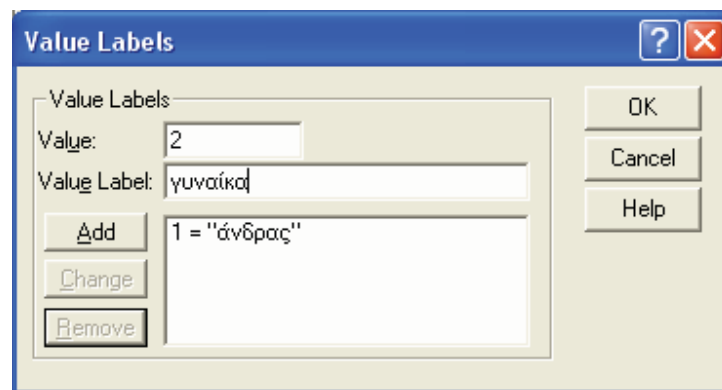 Value Labels
Value Labels
Value: 2
Value Label: γυναίκα
Add
1 = "άνδρας"
Change
Remove
OK
Cancel
Help